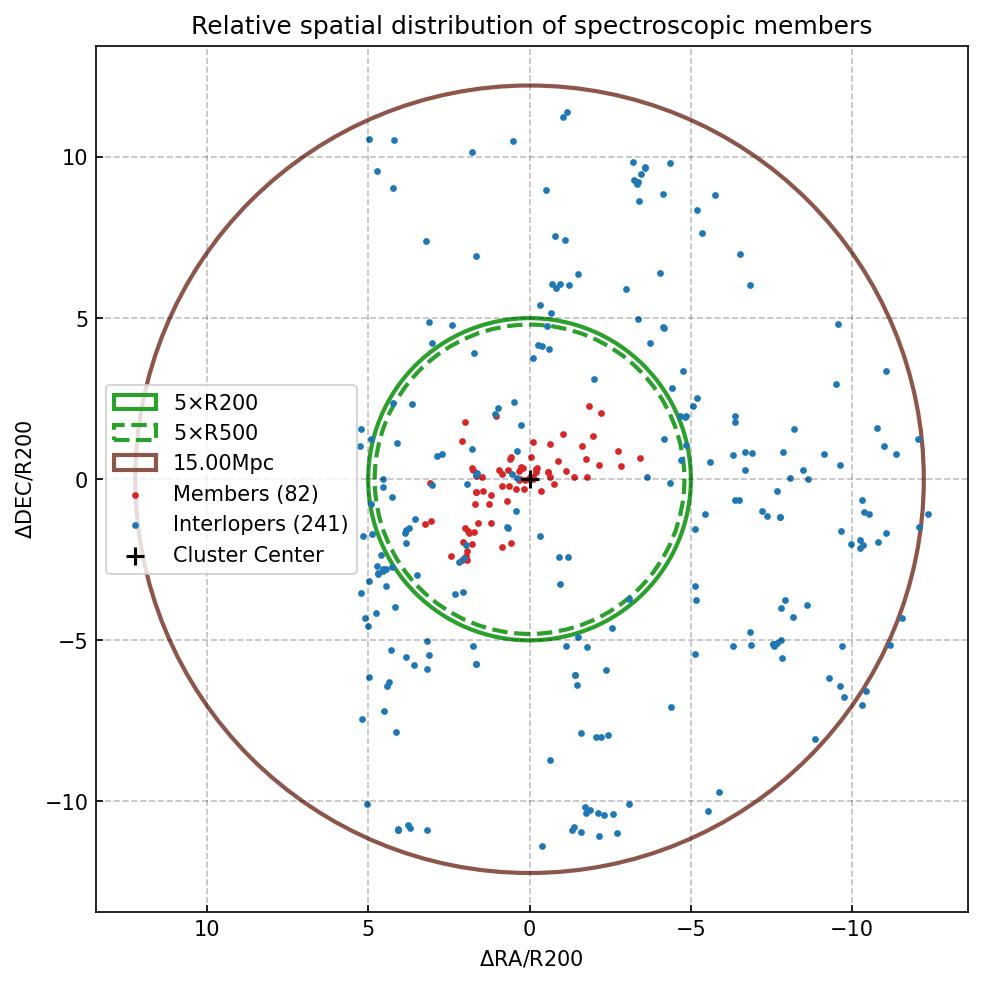 Relative spatial distribution of spectroscopic members
ΔDEC/R200
10
5
0
−5
−10
5×R200
5×R500
15.00Mpc
Members (82)
Interlopers (241)
Cluster Center
10
5
0
−5
−10
ΔRA/R200